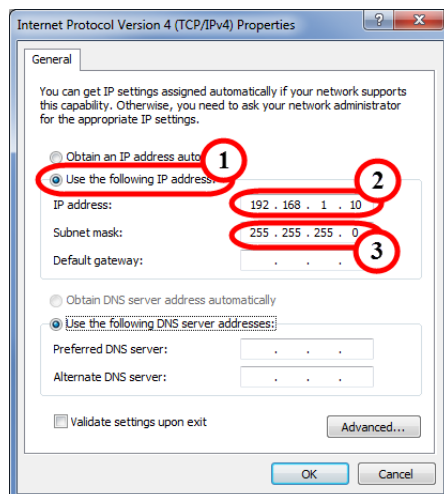 Internet Protocol Version 4 (TCP/IPv4) Properties
General
You can get IP settings assigned automatically if your network supports
this capability. Otherwise, you need to ask your network administrator
for the appropriate IP settings.
Obtain an IP address auto
1
Use the following IP address:
2
IP address: 192 . 168 . 1 . 10
Subnet mask: 255 . 255 . 255 . 0
3
Default gateway: . . .
Obtain DNS server address automatically
Use the following DNS server addresses:
Preferred DNS server: . . .
Alternate DNS server: . . .
Validate settings upon exit
Advanced...
OK Cancel